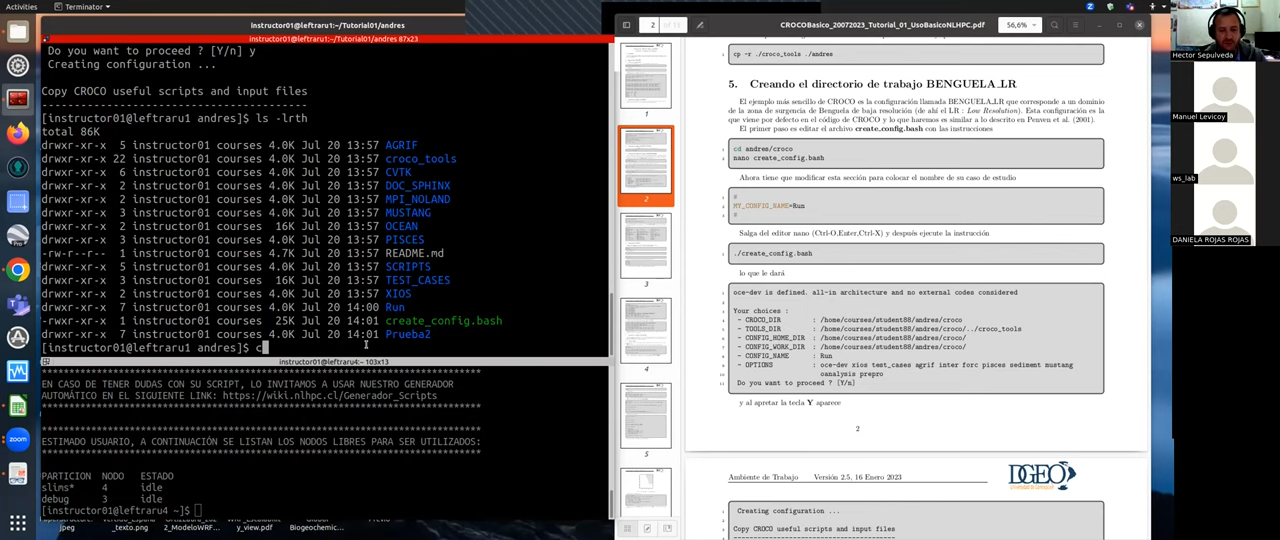 Activities
Terminator
instructor01@leftraru1:~/Tutorial01/andres
instructor01@leftraru1:~/Tutorial01/andres 87x23
Do you want to proceed ? [Y/n] y
Creating configuration ...
Copy CROCO useful scripts and input files
-----------------------------------------
[instructor01@leftraru1 andres]$ ls -lrth
total 86K
drwxr-xr-x 2 instructor01 courses 4.0K Jul 20 13:57 AGRIF
drwxr-xr-x 22 instructor01 courses 4.0K Jul 20 13:57 croco_tools
drwxr-xr-x 2 instructor01 courses 4.0K Jul 20 13:57 CVTK
drwxr-xr-x 2 instructor01 courses 4.0K Jul 20 13:57 DOC_SPHINX
drwxr-xr-x 2 instructor01 courses 4.0K Jul 20 13:57 MPI_NOLAND
drwxr-xr-x 3 instructor01 courses 4.0K Jul 20 13:57 MUSTANG
drwxr-xr-x 2 instructor01 courses 16K Jul 20 13:57 OCEAN
drwxr-xr-x 2 instructor01 courses 4.0K Jul 20 13:57 PISCES
-rw-r--r-- 1 instructor01 courses 4.7K Jul 20 13:57 README.md
drwxr-xr-x 5 instructor01 courses 4.0K Jul 20 13:57 SCRIPTS
drwxr-xr-x 3 instructor01 courses 16K Jul 20 13:57 TEST_CASES
drwxr-xr-x 2 instructor01 courses 4.0K Jul 20 13:57 XIOS
drwxr-xr-x 7 instructor01 courses 4.0K Jul 20 14:00 Run
-rwxr-xr-x 1 instructor01 courses 25K Jul 20 14:01 create_config.bash
drwxr-xr-x 7 instructor01 courses 4.0K Jul 20 14:01 Prueba2
[instructor01@leftraru1 andres]$ c
instructor01@leftraru4:~ 103x13
EN CASO DE TENER DUDAS CON SU SCRIPT, LO INVITAMOS A USAR NUESTRO GENERADOR
AUTOMÁTICO EN EL SIGUIENTE LINK: https://wiki.nlhpc.cl/Generador_Scripts
ESTIMADO USUARIO, A CONTINUACIÓN SE LISTAN LOS NODOS LIBRES PARA SER UTILIZADOS:
PARTICION NODO ESTADO
slims* 4 idle
debug 3 idle
[instructor01@leftraru4 ~]$
2
CROCOBasico_20072023_Tutorial_01_UsoBasicoNLHPC.pdf
56,6%
1
2
3
4
5
cp -r ./croco_tools ./andres
5. Creando el directorio de trabajo BENGUELA_LR
El ejemplo más sencillo de CROCO es la configuración llamada BENGUELA_LR que corresponde a un dominio
de la zona de surgencia de Benguela de baja resolución (de ahí el LR : Low Resolution). Esta configuración es la
que viene por defecto en el código de CROCO y lo que haremos es similar a lo descrito en Penven et al. (2001).
El primer paso es editar el archivo create_config.bash con las instrucciones
cd andres/croco
nano create_config.bash
Ahora tiene que modificar esta sección para colocar el nombre de su caso de estudio
#
MY_CONFIG_NAME=Run
#
Salga del editor nano (Ctrl-O,Enter,Ctrl-X) y después ejecute la instrucción
./create_config.bash
lo que le dará
oce-dev is defined. all-in architecture and no external codes considered
Your choices :
- CROCO_DIR : /home/courses/student88/andres/croco
- TOOLS_DIR : /home/courses/student88/andres/croco/../croco_tools
- CONFIG_HOME_DIR : /home/courses/student88/andres/croco/
- CONFIG_WORK_DIR : /home/courses/student88/andres/croco/
- CONFIG_NAME : Run
- OPTIONS : oce-dev xios test_cases agrif inter forc pisces sediment mustang
oanalysis prepro
Do you want to proceed ? [Y/n]
y al apretar la tecla Y aparece
2
Ambiente de Trabajo Versión 2.5, 16 Enero 2023
DGEO
Creating configuration ...
Copy CROCO useful scripts and input files
Hector Sepulveda
Manuel Levicoy
ws_lab
DANIELA ROJAS ROJAS
Pro
zoom